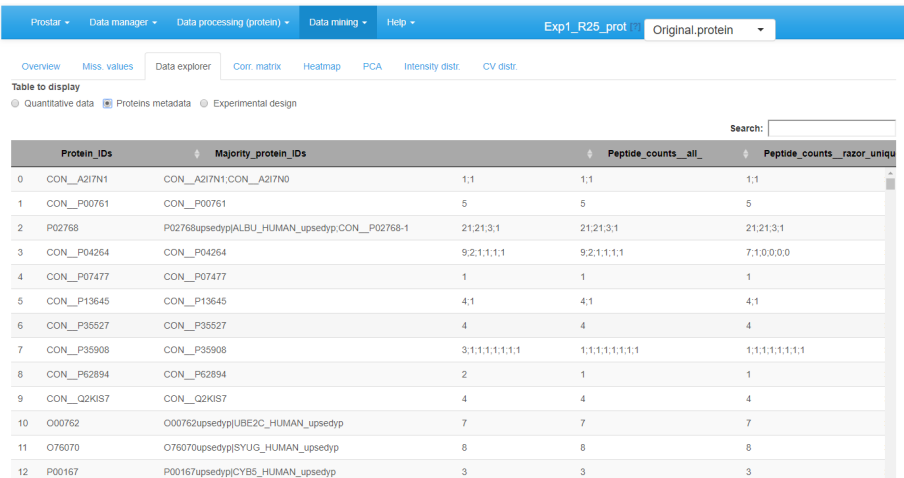 Prostar Data manager Data processing (protein) Data mining Help Exp1_R25_prot [?] Original.protein
Overview Miss. values Data explorer Corr. matrix Heatmap PCA Intensity distr. CV distr.
Table to display
Quantitative data Proteins metadata Experimental design
Search:
Protein_IDs Majority_protein_IDs Peptide_counts__all_ Peptide_counts__razor_uniqu
0 CON__A2I7N1 CON__A2I7N1;CON__A2I7N0 1;1 1;1 1;1
1 CON__P00761 CON__P00761 5 5 5
2 P02768 P02768upsedyp|ALBU_HUMAN_upsedyp;CON__P02768-1 21;21;3;1 21;21;3;1 21;21;3;1
3 CON__P04264 CON__P04264 9;2;1;1;1;1 9;2;1;1;1;1 7;1;0;0;0;0
4 CON__P07477 CON__P07477 1 1 1
5 CON__P13645 CON__P13645 4;1 4;1 4;1
6 CON__P35527 CON__P35527 4 4 4
7 CON__P35908 CON__P35908 3;1;1;1;1;1;1;1 1;1;1;1;1;1;1;1 1;1;1;1;1;1;1;1
8 CON__P62894 CON__P62894 2 1 1
9 CON__Q2KIS7 CON__Q2KIS7 4 4 4
10 O00762 O00762upsedyp|UBE2C_HUMAN_upsedyp 7 7 7
11 O76070 O76070upsedyp|SYUG_HUMAN_upsedyp 8 8 8
12 P00167 P00167upsedyp|CYB5_HUMAN_upsedyp 3 3 3